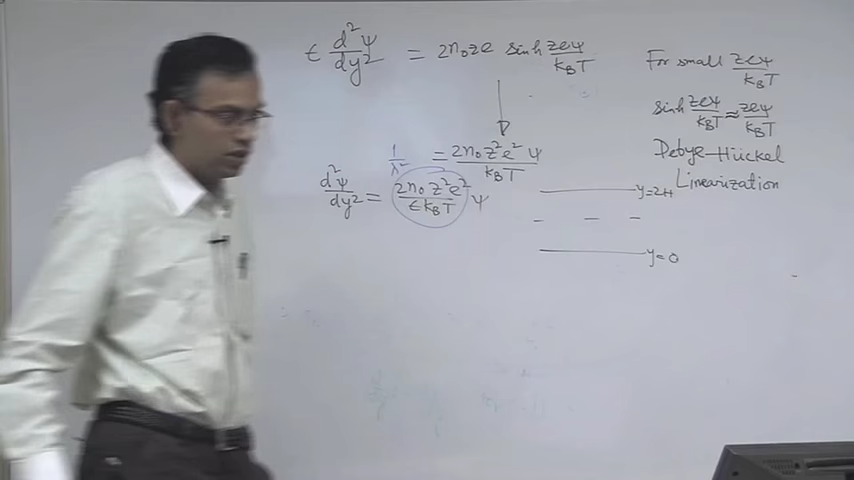 ϵ d²ψ/dy² = 2n₀ze sinh zeψ/k_BT
= 2n₀z²e²/k_BT ψ
1/λ²
d²ψ/dy² = 2n₀z²e²/ϵk_BT ψ
For small zeψ/k_BT
sinh zeψ/k_BT ≈ zeψ/k_BT
Debye-Hückel
Linearization
y=2H
y=0